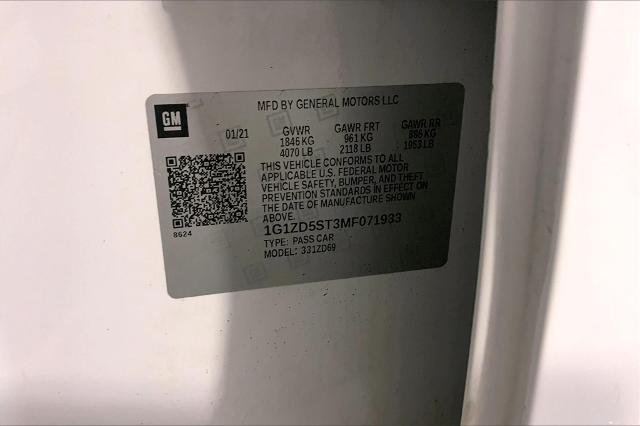 GM
MFD BY GENERAL MOTORS LLC
01/21
GVWR GAWR FRT GAWR RR
1846 KG 961 KG 886 KG
4070 LB 2118 LB 1953 LB
THIS VEHICLE CONFORMS TO ALL
APPLICABLE U.S. FEDERAL MOTOR
VEHICLE SAFETY, BUMPER, AND THEFT
PREVENTION STANDARDS IN EFFECT ON
THE DATE OF MANUFACTURE SHOWN
ABOVE.
8624
1G1ZD5ST3MF071933
TYPE: PASS CAR
MODEL: 331ZD69